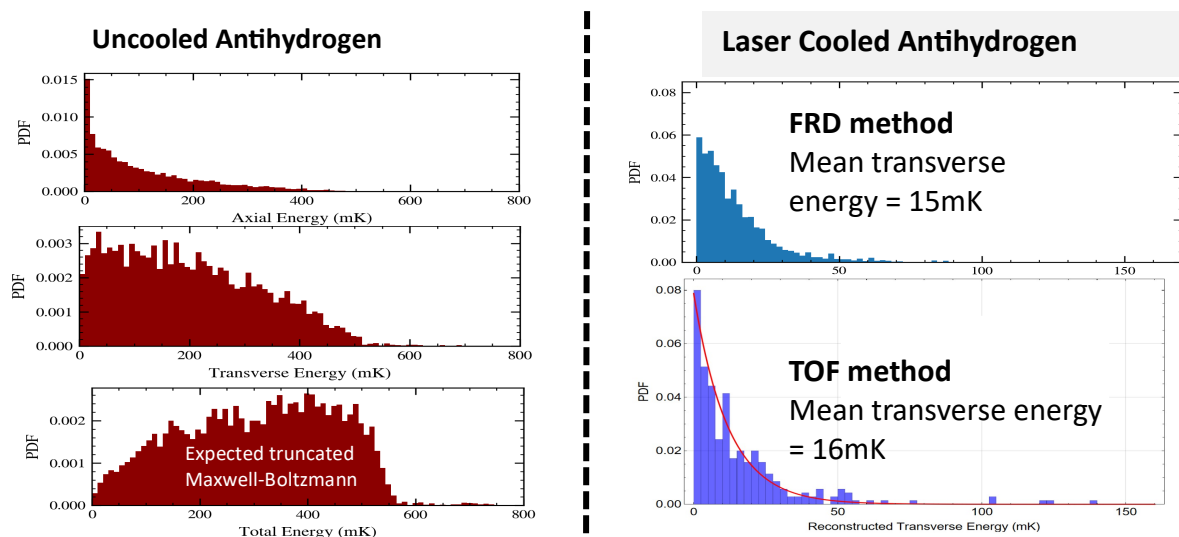 Uncooled Antihydrogen
0.015
0.010
0.005
0.000
PDF
0 200 400 600 800
Axial Energy (mK)
0.003
0.002
0.001
0.000
PDF
0 200 400 600 800
Transverse Energy (mK)
0.002
0.001
0.000
PDF
Expected truncated
Maxwell-Boltzmann
0 200 400 600 800
Total Energy (mK)
Laser Cooled Antihydrogen
0.08
0.06
0.04
0.02
0.00
PDF
FRD method
Mean transverse
energy = 15mK
0 50 100 150
0.08
0.06
0.04
0.02
0.00
PDF
TOF method
Mean transverse energy
= 16mK
0 50 100 150
Reconstructed Transverse Energy (mK)